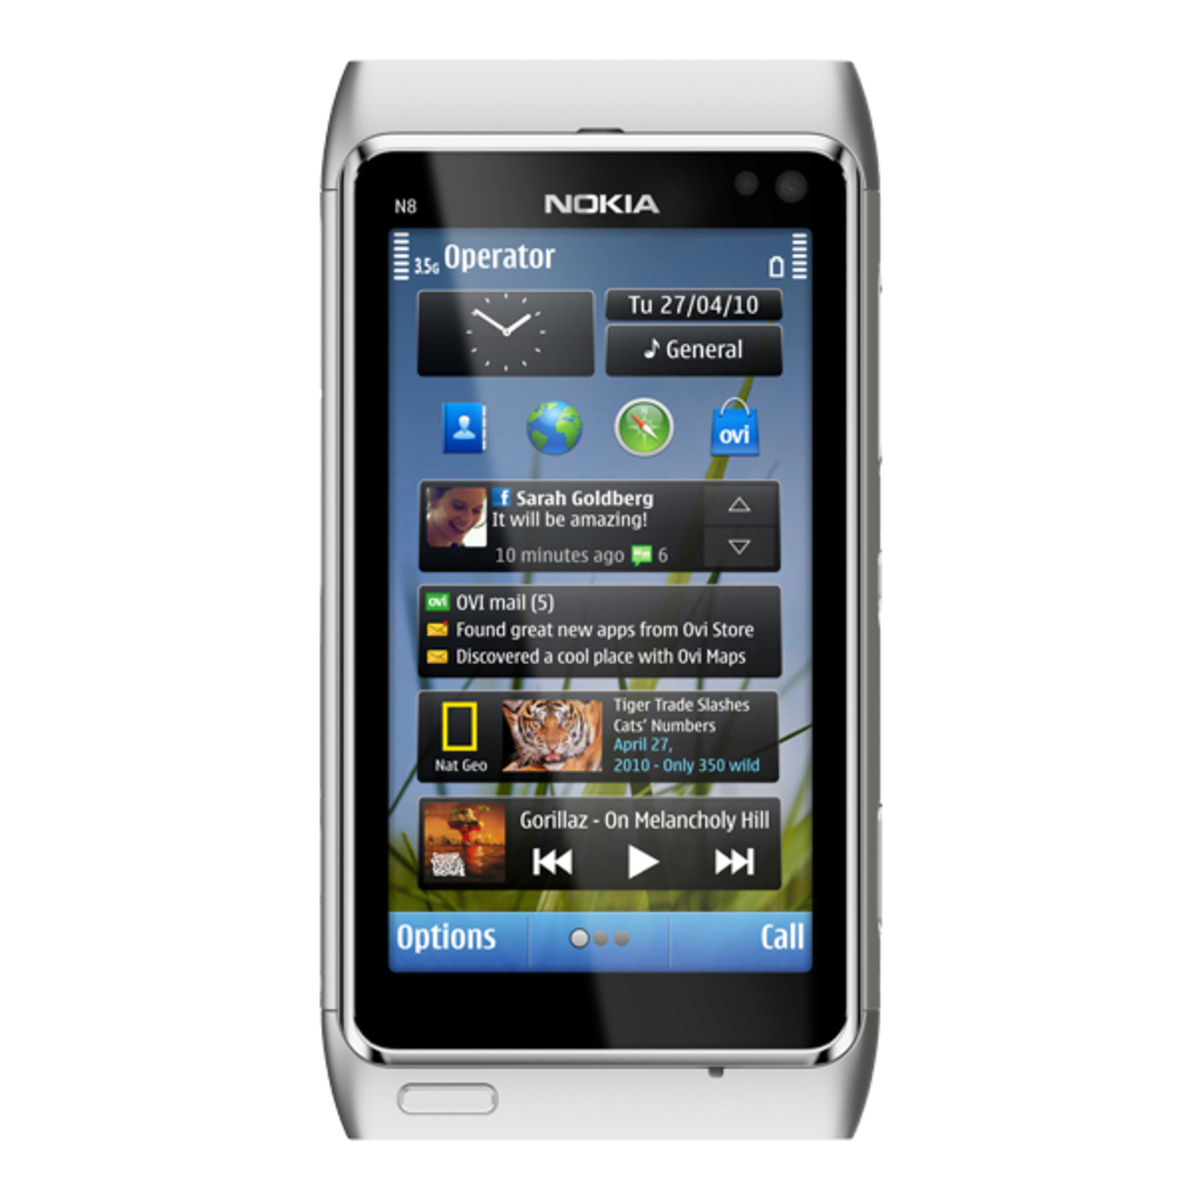 N8
NOKIA
3.5G Operator
Tu 27/04/10
General
N
ovi
f Sarah Goldberg
It will be amazing!
10 minutes ago 6
ovi OVI mail (5)
Found great new apps from Ovi Store
Discovered a cool place with Ovi Maps
Nat Geo
Tiger Trade Slashes
Cats' Numbers
April 27,
2010 - Only 350 wild
Gorillaz - On Melancholy Hill
Options
Call